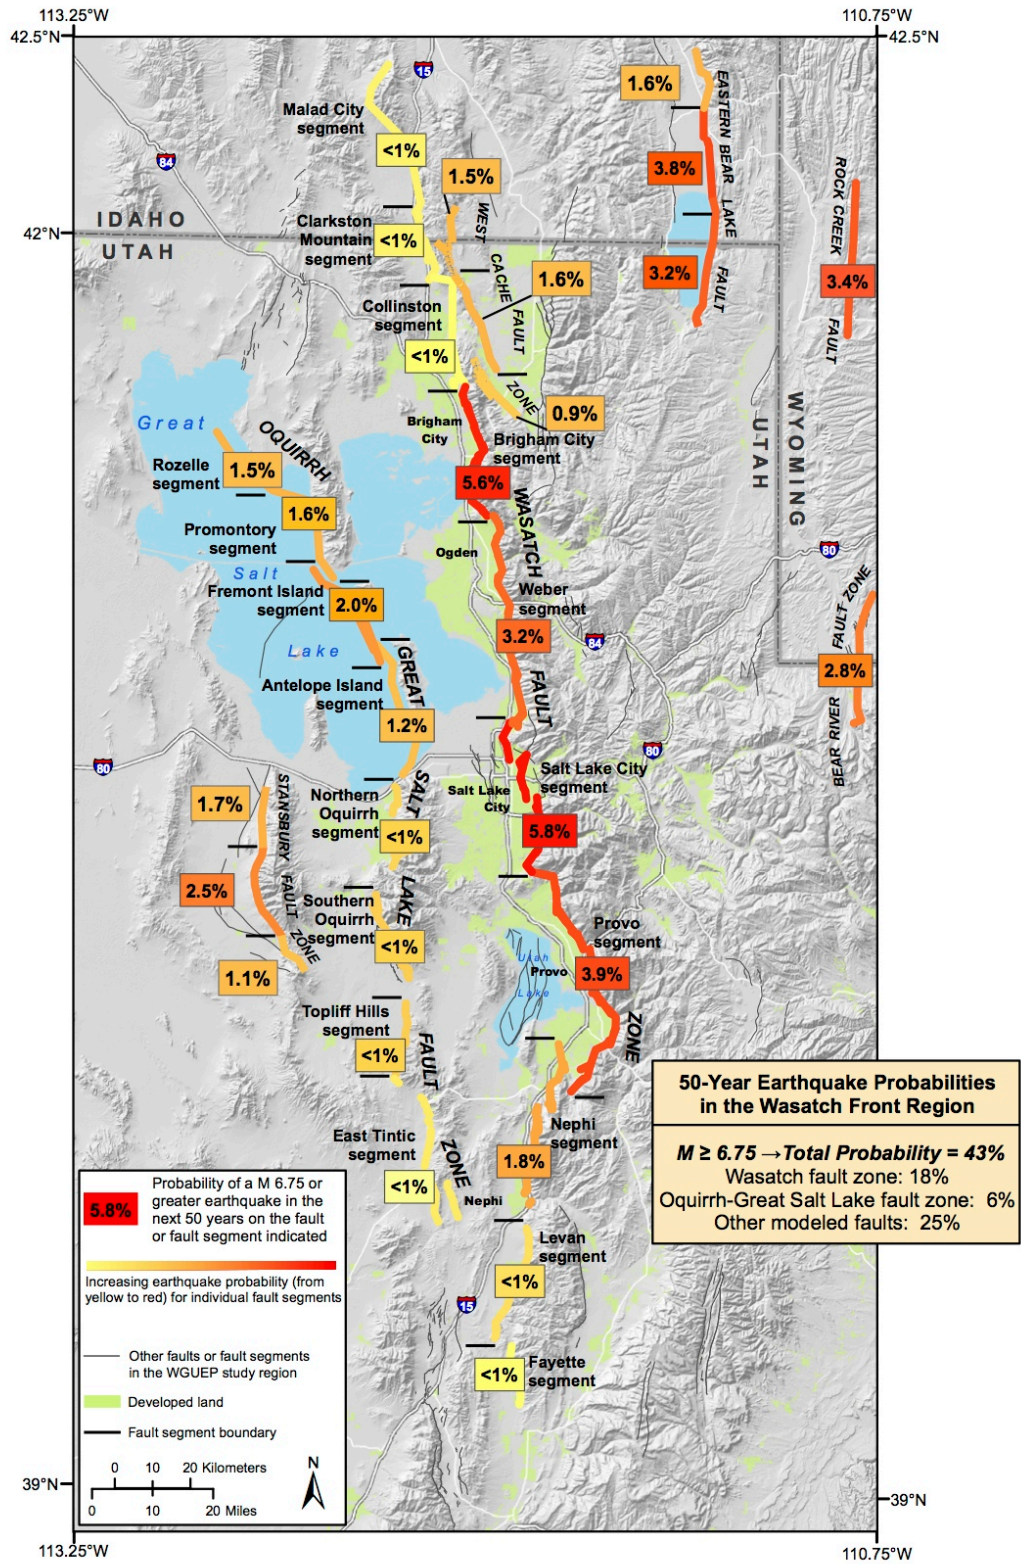 113.25°W
110.75°W
42.5°N
42.5°N
15
1.6%
EASTERN BEAR LAKE FAULT
Malad City
segment
84
<1%
3.8%
1.5%
ROCK CREEK FAULT
IDAHO
UTAH
42°N
Clarkston
Mountain
segment
<1%
WEST CACHE FAULT ZONE
3.2%
3.4%
1.6%
Collinston
segment
<1%
0.9%
Great
Salt
Lake
OQUIRRH
Brigham
City
Brigham City
segment
UTAH
WYOMING
Rozelle
segment
1.5%
5.6%
1.6%
WASATCH
Promontory
segment
Ogden
80
Fremont Island
segment
2.0%
Weber
segment
FAULT ZONE
BEAR RIVER
3.2%
84
2.8%
GREAT
Antelope Island
segment
FAULT
1.2%
80
80
Salt Lake City
segment
SALT
Salt Lake
City
Northern
Oquirrh
segment
<1%
5.8%
1.7%
STANSBURY FAULT ZONE
2.5%
1.1%
LAKE
Southern
Oquirrh
segment
<1%
Provo
segment
Utah
Lake
Provo
3.9%
Topliff Hills
segment
<1%
FAULT
ZONE
50-Year Earthquake Probabilities
in the Wasatch Front Region
M ≥ 6.75 →Total Probability = 43%
Wasatch fault zone: 18%
Oquirrh-Great Salt Lake fault zone: 6%
Other modeled faults: 25%
East Tintic
segment
<1%
ZONE
Nephi
segment
1.8%
Nephi
Levan
segment
<1%
15
Fayette
segment
<1%
5.8%
Probability of a M 6.75 or
greater earthquake in the
next 50 years on the fault
or fault segment indicated
Increasing earthquake probability (from
yellow to red) for individual fault segments
Other faults or fault segments
in the WGUEP study region
Developed land
Fault segment boundary
0 10 20 Kilometers
0 10 20 Miles
N
39°N
39°N
113.25°W
110.75°W